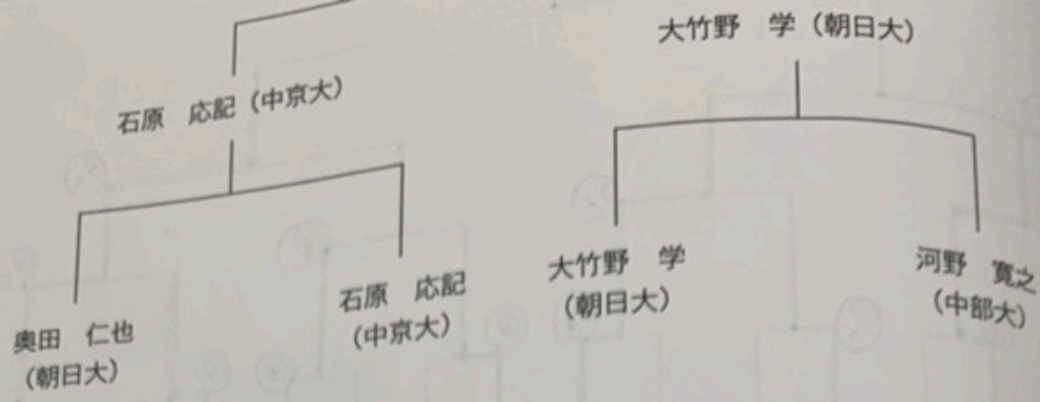 大竹野　学（朝日大）
石原　応記（中京大）
大竹野　学
（朝日大）
河野　寛之
（中部大）
石原　応記
（中京大）
奥田　仁也
（朝日大）